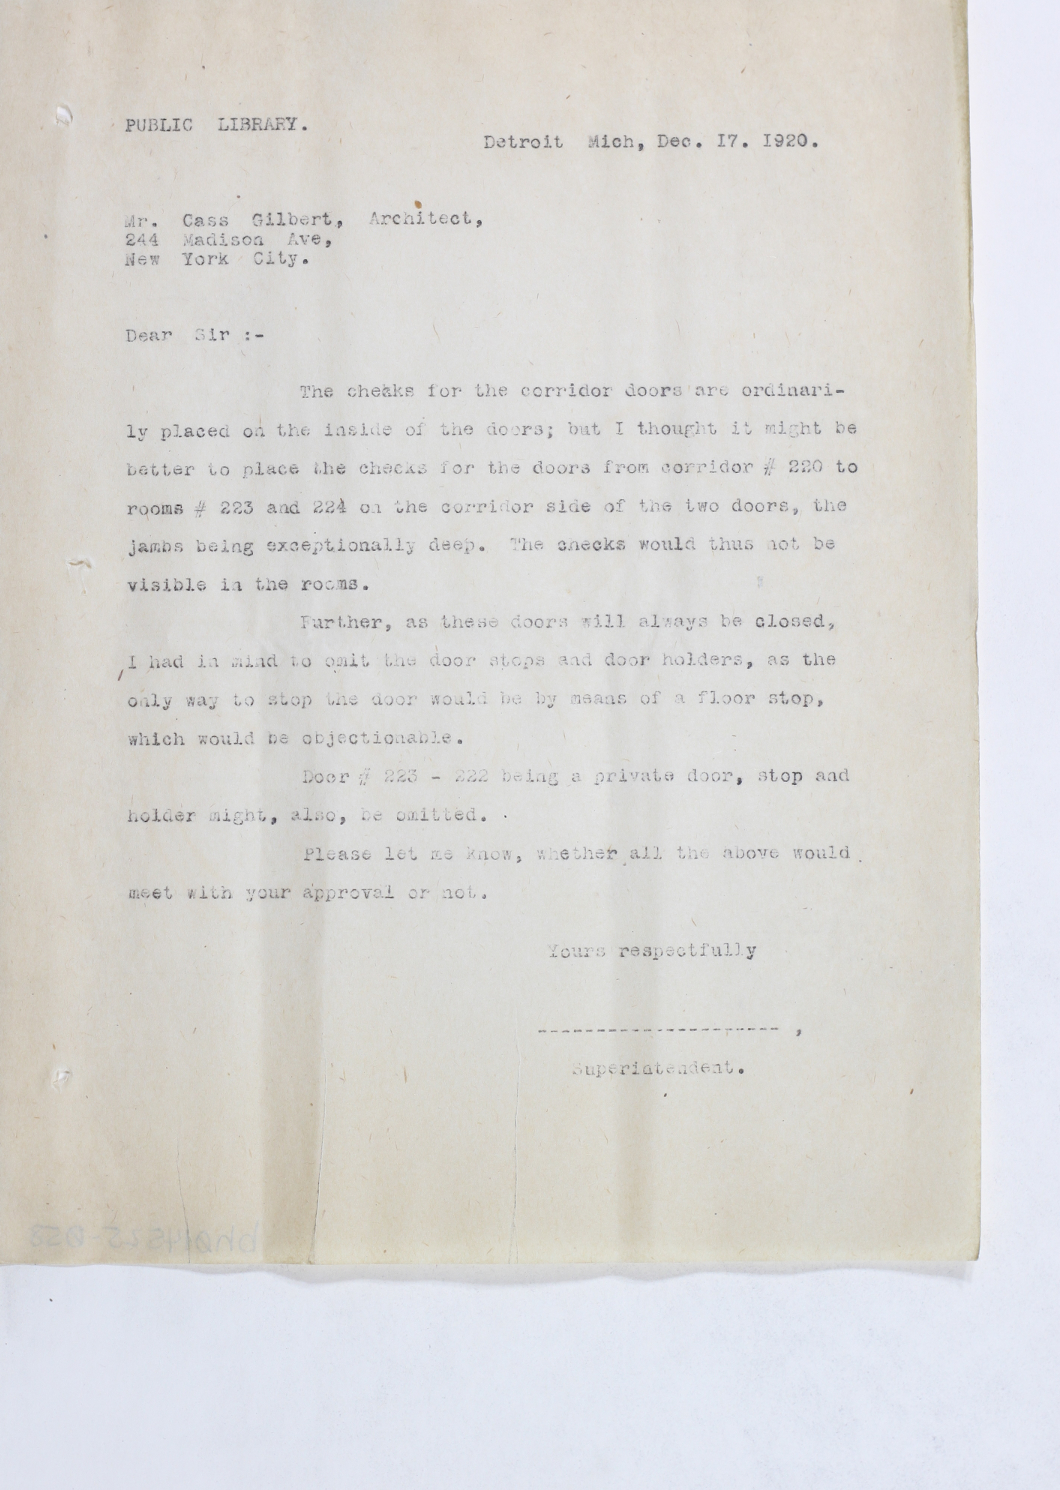 PUBLIC LIBRARY.
Detroit Mich, Dec. 17. 1920.
Mr. Cass Gilbert, Architect,
244 Madison Ave,
New York City.
Dear Sir :-
The checks for the corridor doors are ordinari-
ly placed on the inside of the doors; but I thought it might be
better to place the checks for the doors from corridor # 220 to
rooms # 223 and 224 on the corridor side of the two doors, the
jambs being exceptionally deep. The checks would thus not be
visible in the rooms.
Further, as these doors will always be closed,
I had in mind to omit the door stops and door holders, as the
only way to stop the door would be by means of a floor stop,
which would be objectionable.
Door # 223 - 222 being a private door, stop and
holder might, also, be omitted.
Please let me know, whether all the above would
meet with your approval or not.
Yours respectfully
-------------------- ,
Superintendent.